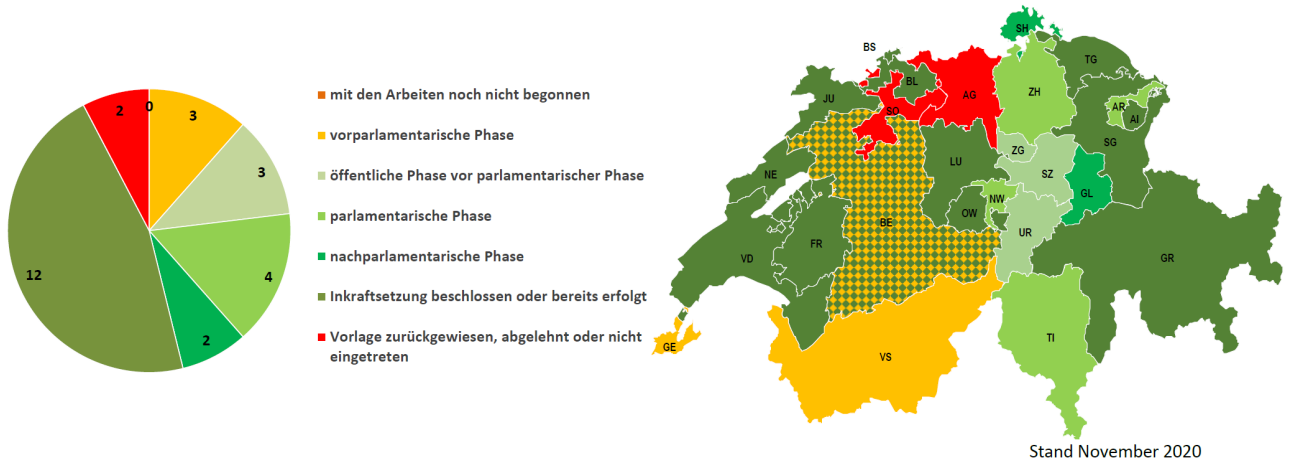 0
2
3
3
4
2
12
mit den Arbeiten noch nicht begonnen
vorparlamentarische Phase
öffentliche Phase vor parlamentarischer Phase
parlamentarische Phase
nachparlamentarische Phase
Inkraftsetzung beschlossen oder bereits erfolgt
Vorlage zurückgewiesen, abgelehnt oder nicht
eingetreten
SH
BS
TG
BL
JU
AG
ZH
SO
AR
AI
ZG
SG
LU
NE
SZ
GL
NW
OW
BE
UR
FR
VD
GR
TI
GE
VS
Stand November 2020